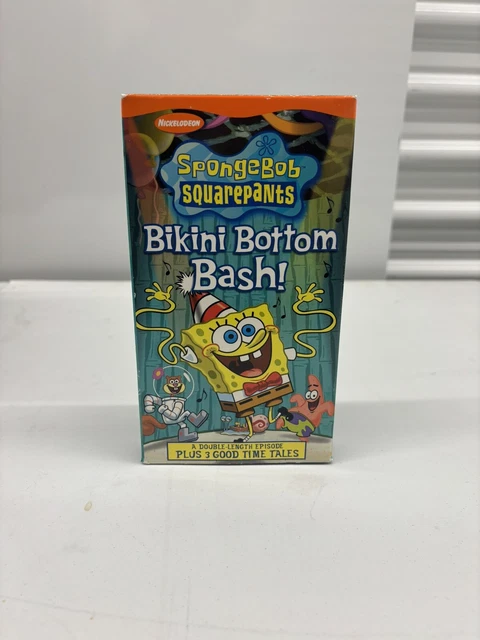 NICKELODEON
SpongeBob
SQUAREPANTS
Bikini Bottom
Bash!
A DOUBLE-LENGTH EPISODE
PLUS 3 GOOD TIME TALES